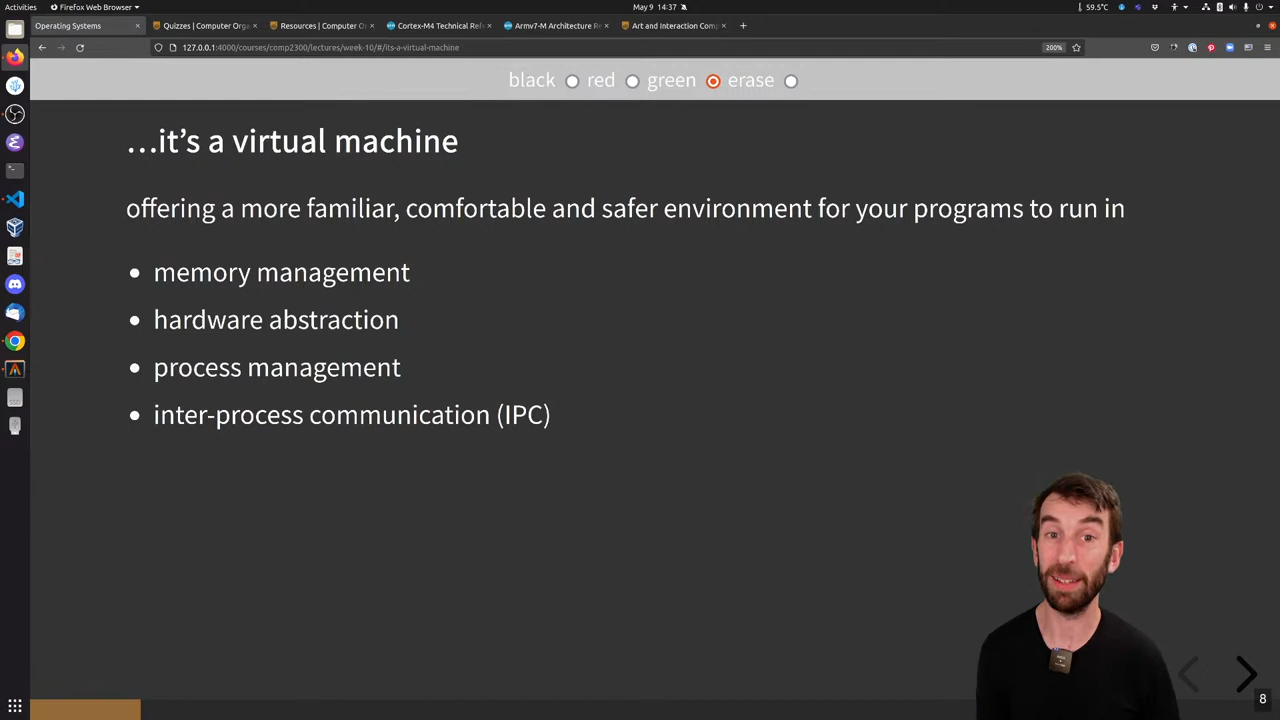 Activities
Firefox Web Browser
May 9 14:37
59.5°C
Operating Systems
Quizzes | Computer Orga
Resources | Computer O
Cortex-M4 Technical Ref
Armv7-M Architecture Re
Art and Interaction Comp
127.0.0.1:4000/courses/comp2300/lectures/week-10/#/its-a-virtual-machine
200%
black red green erase
…it’s a virtual machine
offering a more familiar, comfortable and safer environment for your programs to run in
• memory management
• hardware abstraction
• process management
• inter-process communication (IPC)
8